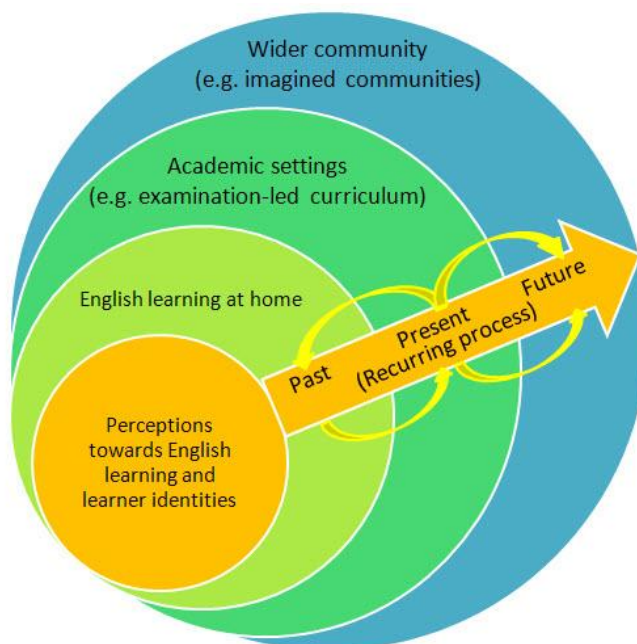 Wider community
(e.g. imagined communities)
Academic settings
(e.g. examination-led curriculum)
English learning at home
Past
Present
(Recurring process)
Future
Perceptions
towards English
learning and
learner identities